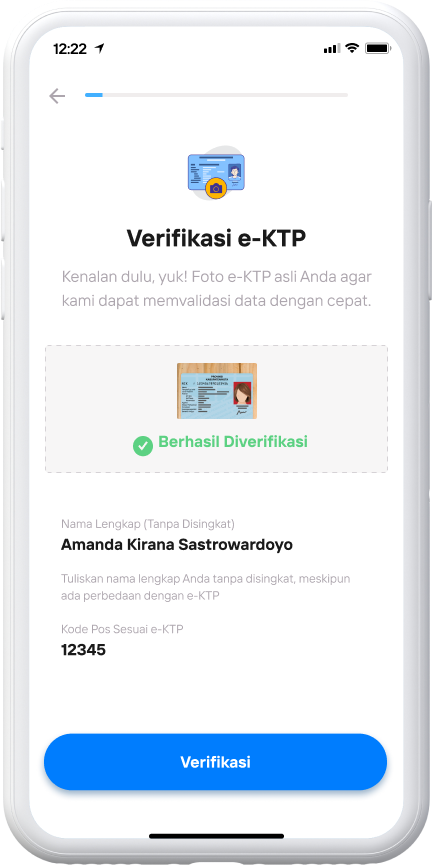 12:22
Verifikasi e-KTP
Kenalan dulu, yuk! Foto e-KTP asli Anda agar
kami dapat memvalidasi data dengan cepat.
Berhasil Diverifikasi
Nama Lengkap (Tanpa Disingkat)
Amanda Kirana Sastrowardoyo
Tuliskan nama lengkap Anda tanpa disingkat, meskipun
ada perbedaan dengan e-KTP
Kode Pos Sesuai e-KTP
12345
Verifikasi